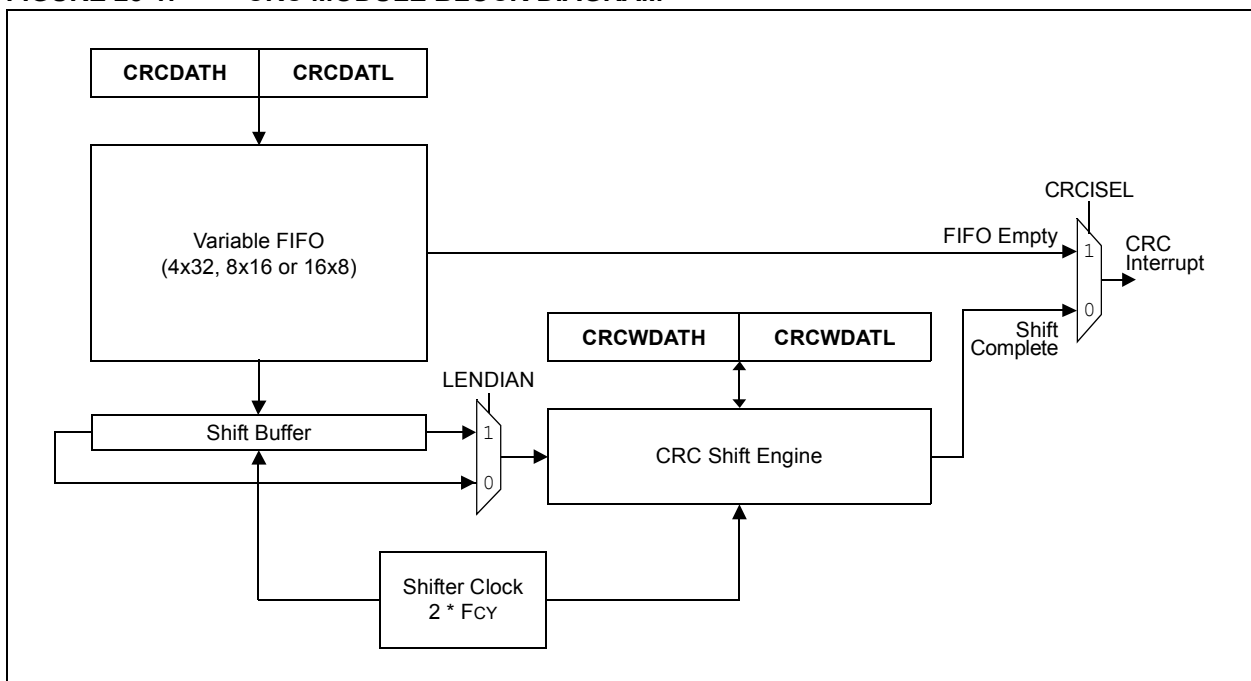 CRCDATH CRCDATL
Variable FIFO
(4x32, 8x16 or 16x8)
CRCISEL
FIFO Empty
1
CRC
Interrupt
0
Shift
Complete
CRCWDATH CRCWDATL
LENDIAN
Shift Buffer
1
CRC Shift Engine
0
Shifter Clock
2 * FCY